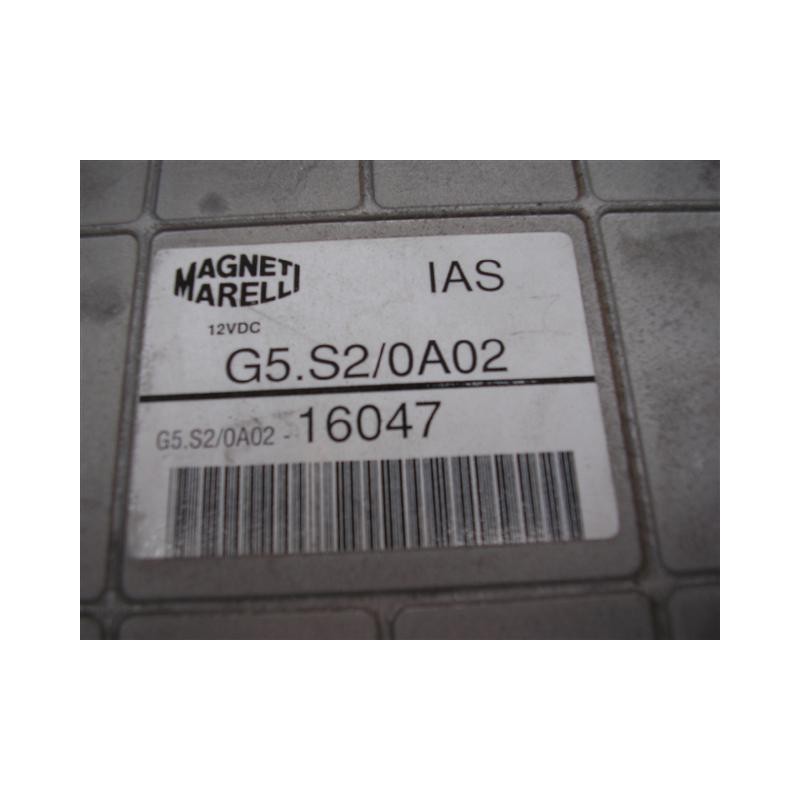 MAGNETI
MARELLI
IAS
12VDC
G5.S2/0A02
G5.S2/0A02 - 16047